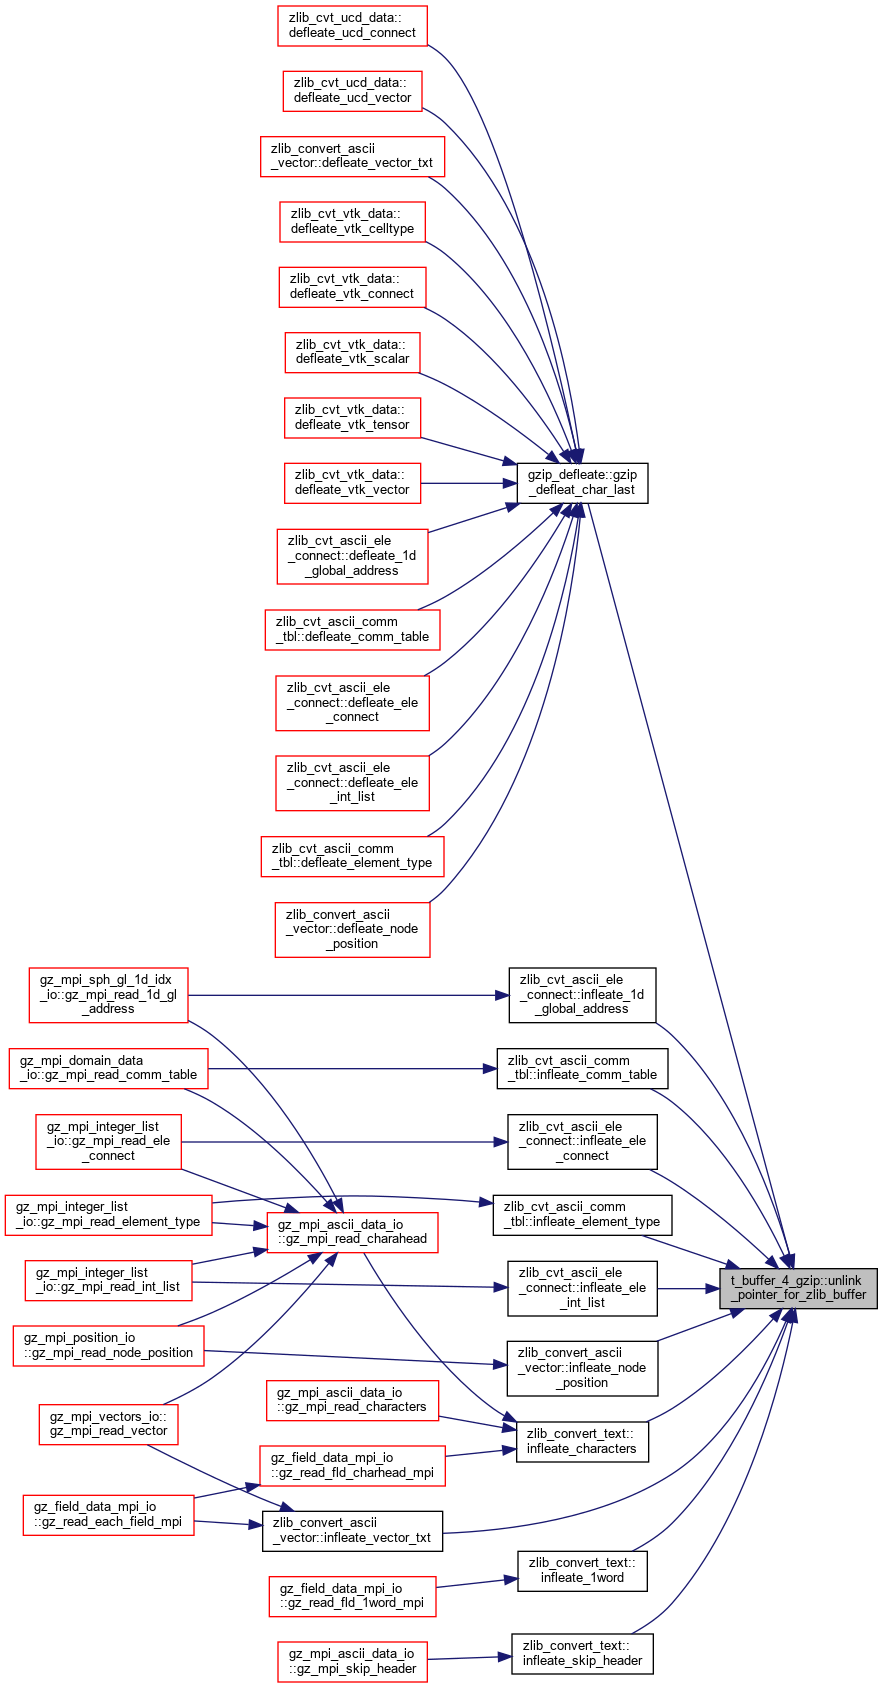 zlib_cvt_ucd_data::
defleate_ucd_connect
zlib_cvt_ucd_data::
defleate_ucd_vector
zlib_convert_ascii
_vector::defleate_vector_txt
zlib_cvt_vtk_data::
defleate_vtk_celltype
zlib_cvt_vtk_data::
defleate_vtk_connect
zlib_cvt_vtk_data::
defleate_vtk_scalar
zlib_cvt_vtk_data::
defleate_vtk_tensor
zlib_cvt_vtk_data::
defleate_vtk_vector
gzip_defleate::gzip
_defleat_char_last
zlib_cvt_ascii_ele
_connect::defleate_1d
_global_address
zlib_cvt_ascii_comm
_tbl::defleate_comm_table
zlib_cvt_ascii_ele
_connect::defleate_ele
_connect
zlib_cvt_ascii_ele
_connect::defleate_ele
_int_list
zlib_cvt_ascii_comm
_tbl::defleate_element_type
zlib_convert_ascii
_vector::defleate_node
_position
gz_mpi_sph_gl_1d_idx
_io::gz_mpi_read_1d_gl
_address
zlib_cvt_ascii_ele
_connect::infleate_1d
_global_address
gz_mpi_domain_data
_io::gz_mpi_read_comm_table
zlib_cvt_ascii_comm
_tbl::infleate_comm_table
gz_mpi_integer_list
_io::gz_mpi_read_ele
_connect
zlib_cvt_ascii_ele
_connect::infleate_ele
_connect
gz_mpi_integer_list
_io::gz_mpi_read_element_type
gz_mpi_ascii_data_io
::gz_mpi_read_charahead
zlib_cvt_ascii_comm
_tbl::infleate_element_type
gz_mpi_integer_list
_io::gz_mpi_read_int_list
zlib_cvt_ascii_ele
_connect::infleate_ele
_int_list
t_buffer_4_gzip::unlink
_pointer_for_zlib_buffer
gz_mpi_position_io
::gz_mpi_read_node_position
zlib_convert_ascii
_vector::infleate_node
_position
gz_mpi_ascii_data_io
::gz_mpi_read_characters
gz_mpi_vectors_io::
gz_mpi_read_vector
zlib_convert_text::
infleate_characters
gz_field_data_mpi_io
::gz_read_fld_charhead_mpi
gz_field_data_mpi_io
::gz_read_each_field_mpi
zlib_convert_ascii
_vector::infleate_vector_txt
zlib_convert_text::
infleate_1word
gz_field_data_mpi_io
::gz_read_fld_1word_mpi
zlib_convert_text::
infleate_skip_header
gz_mpi_ascii_data_io
::gz_mpi_skip_header